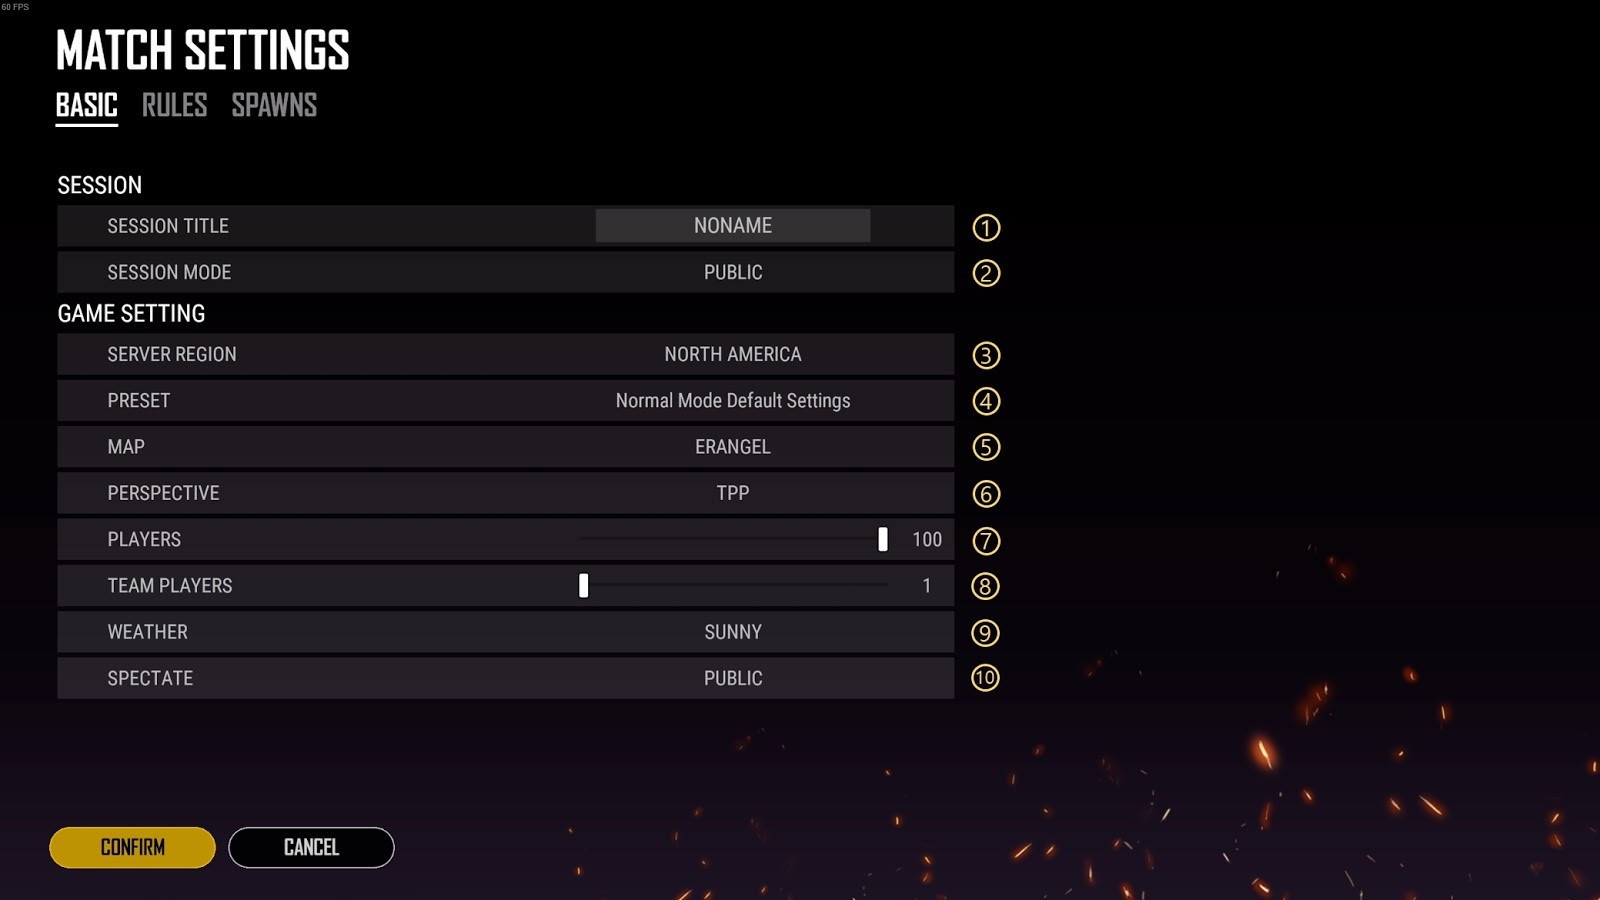 60 FPS
MATCH SETTINGS
BASIC RULES SPAWNS
SESSION
SESSION TITLE NONAME ①
SESSION MODE PUBLIC ②
GAME SETTING
SERVER REGION NORTH AMERICA ③
PRESET Normal Mode Default Settings ④
MAP ERANGEL ⑤
PERSPECTIVE TPP ⑥
PLAYERS 100 ⑦
TEAM PLAYERS 1 ⑧
WEATHER SUNNY ⑨
SPECTATE PUBLIC ⑩
CONFIRM CANCEL